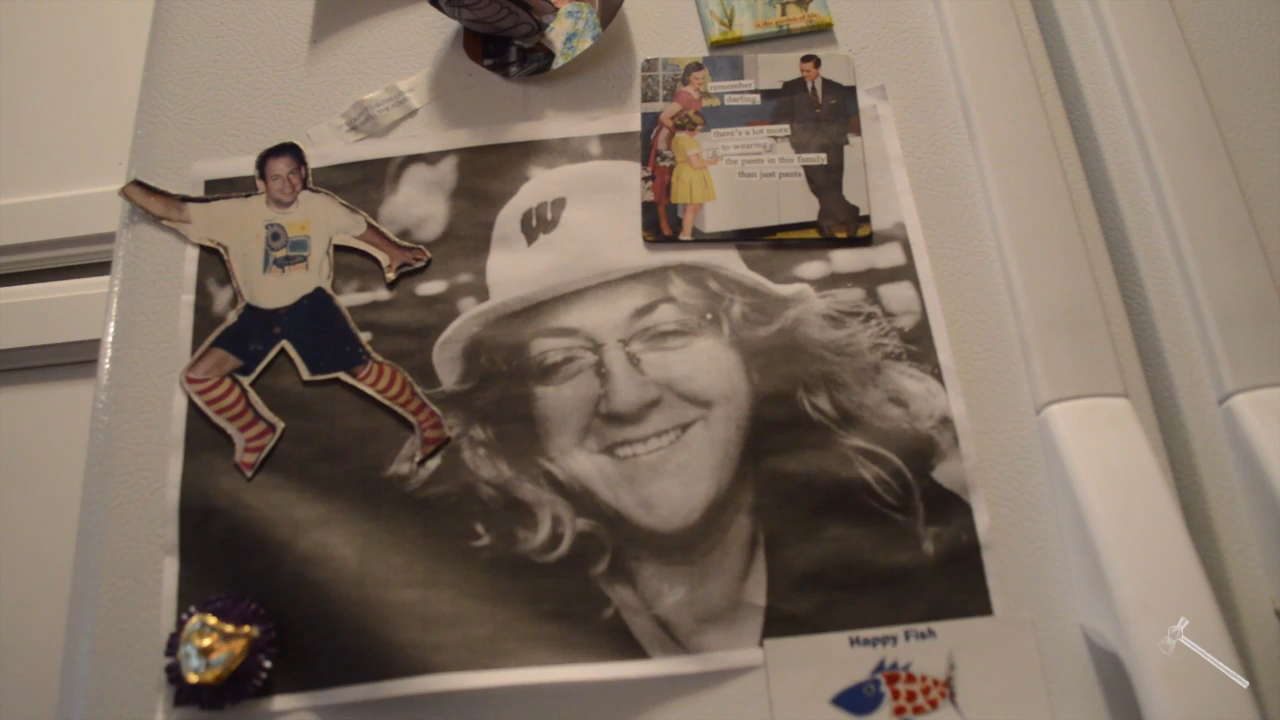 remember
darling,
there's a lot more
to wearing
the pants in this family
than just pants
W
Happy Fish